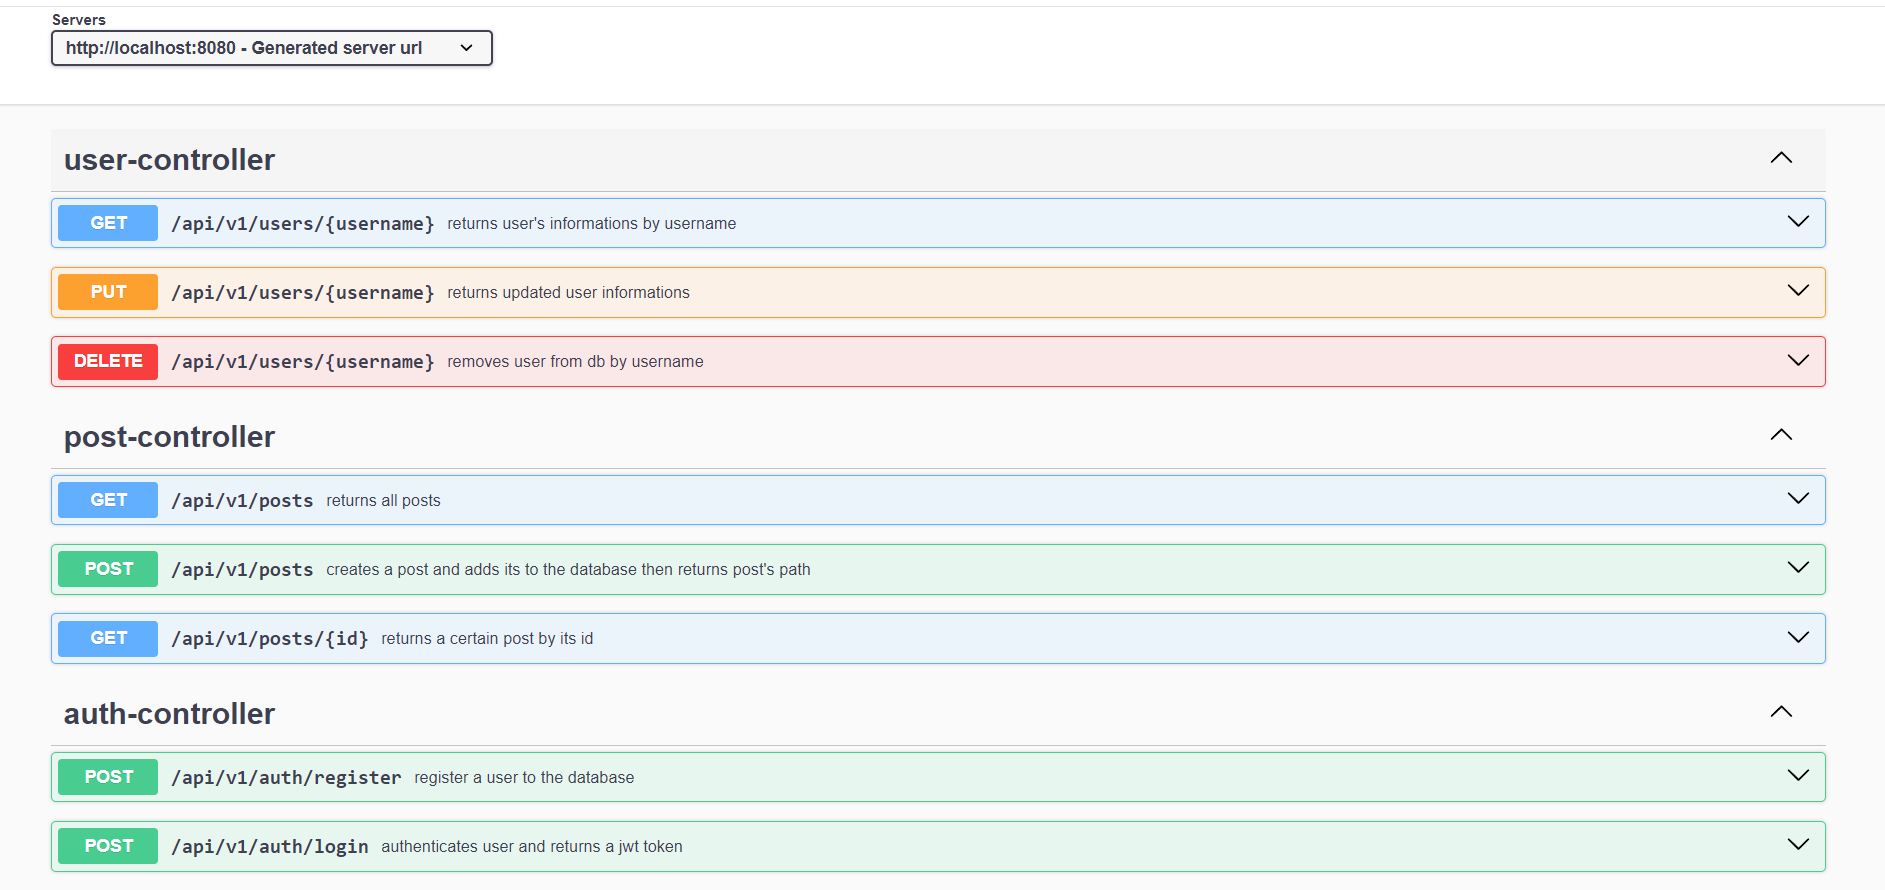 Servers
http://localhost:8080 - Generated server url
user-controller
GET /api/v1/users/{username} returns user's informations by username
PUT /api/v1/users/{username} returns updated user informations
DELETE /api/v1/users/{username} removes user from db by username
post-controller
GET /api/v1/posts returns all posts
POST /api/v1/posts creates a post and adds its to the database then returns post's path
GET /api/v1/posts/{id} returns a certain post by its id
auth-controller
POST /api/v1/auth/register register a user to the database
POST /api/v1/auth/login authenticates user and returns a jwt token